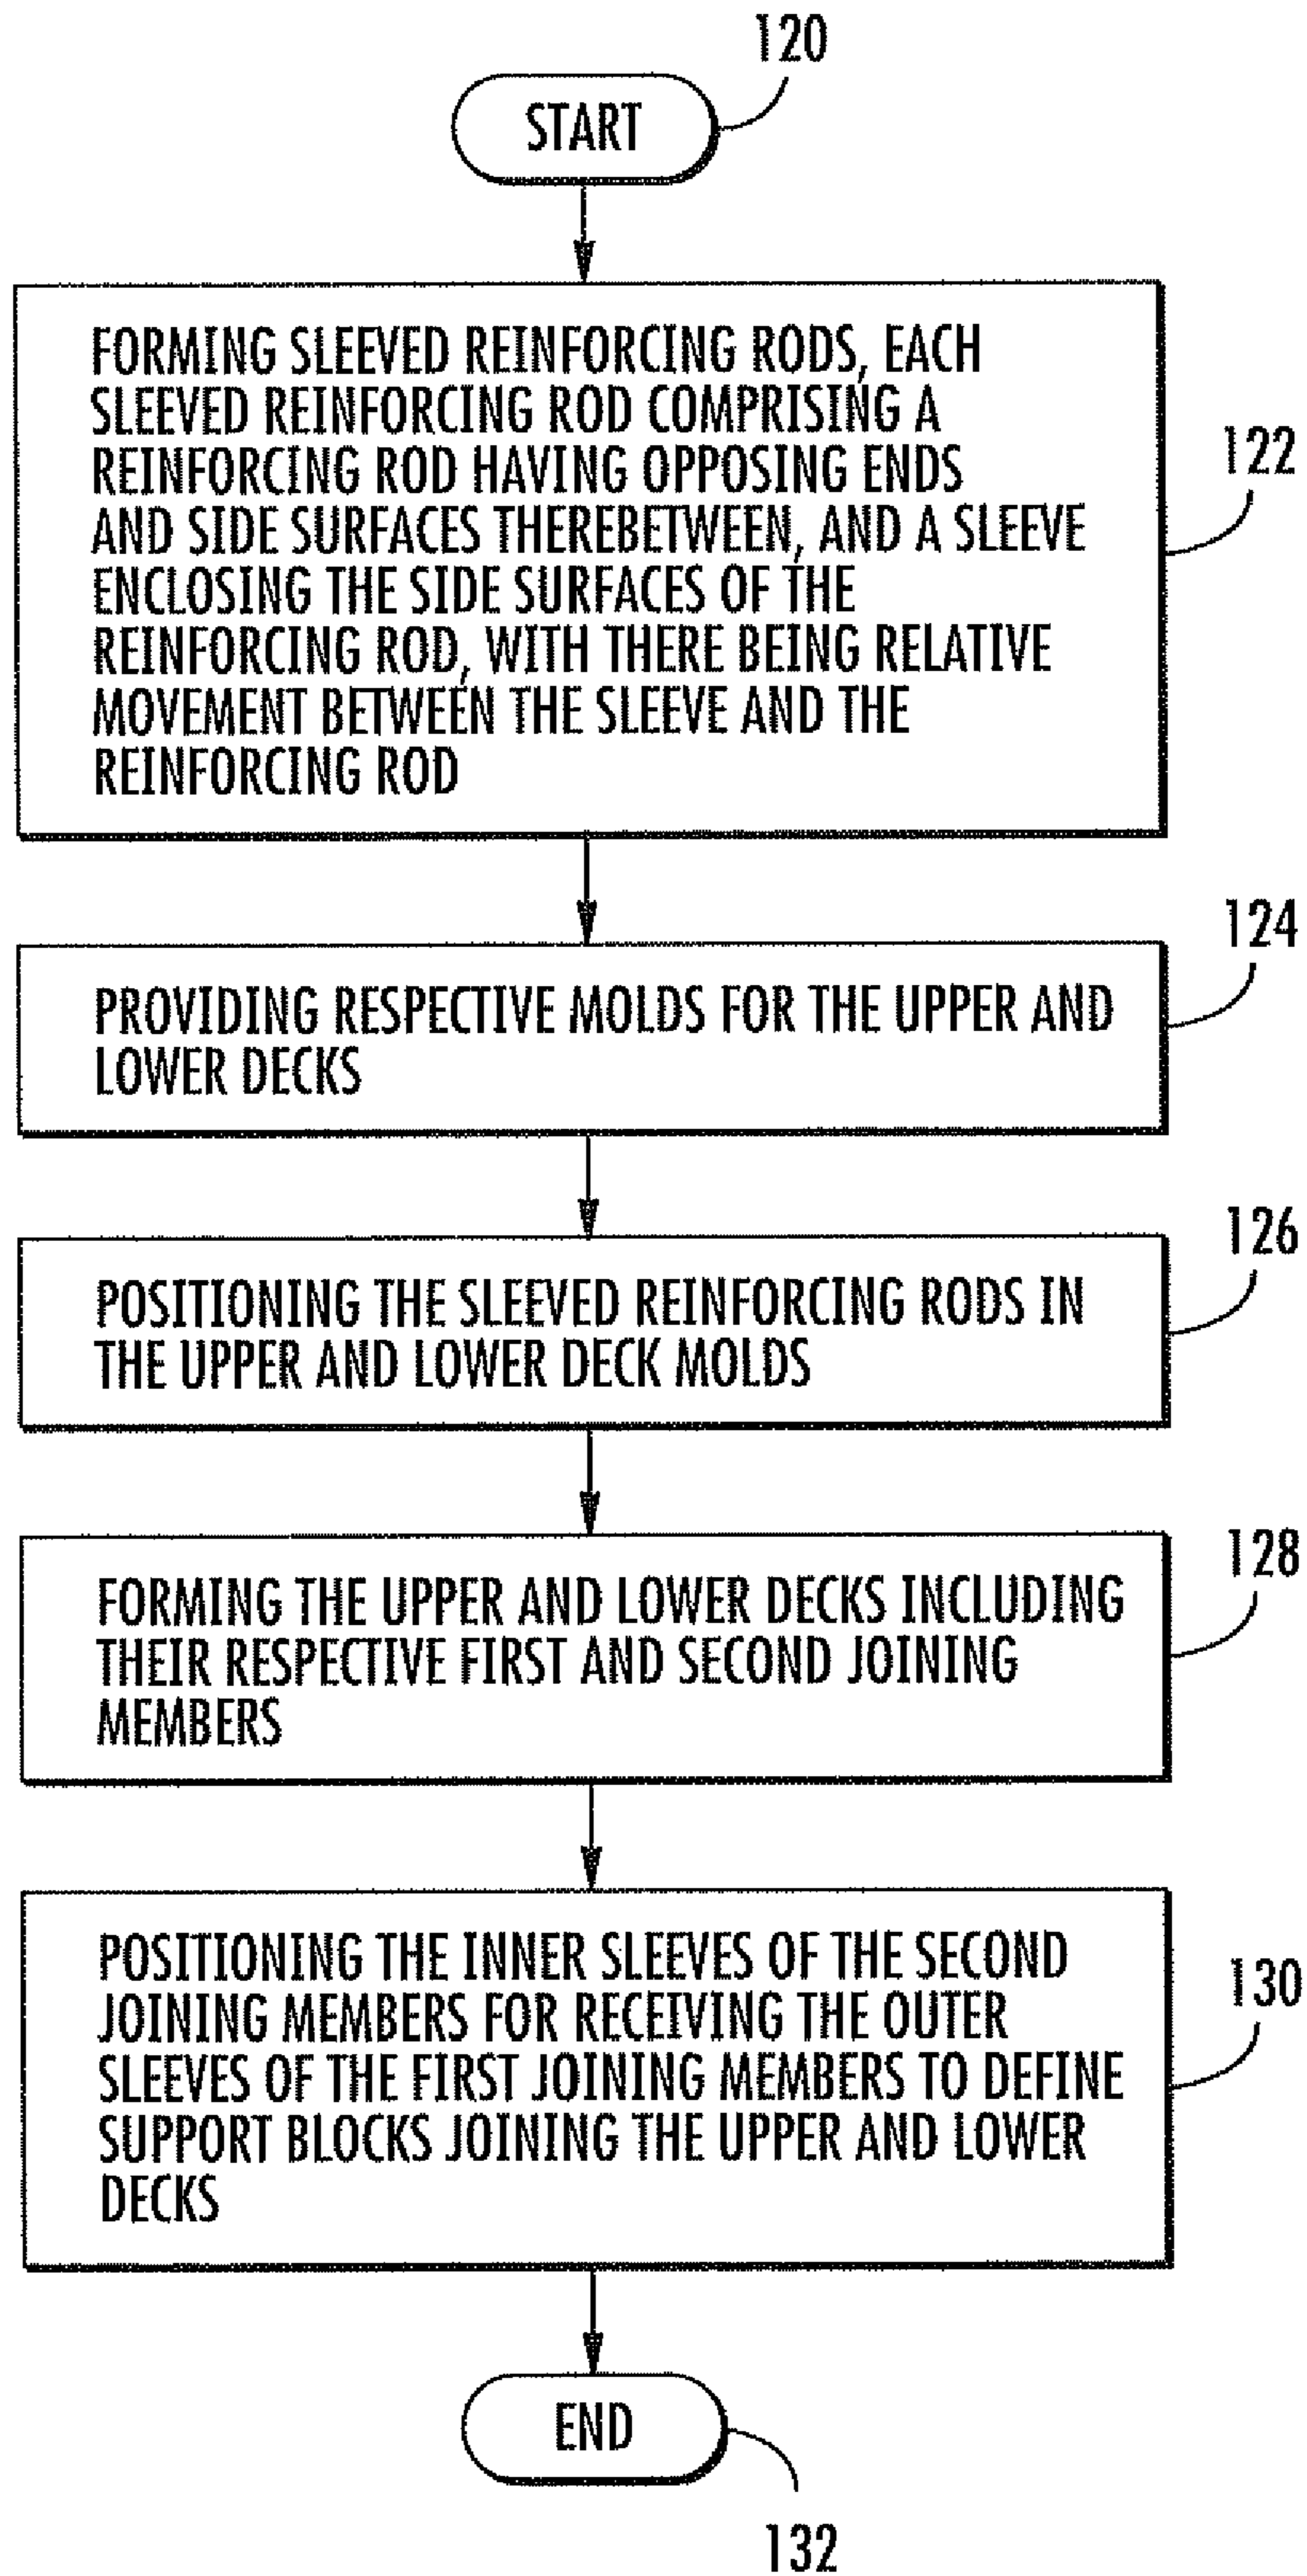 120
START
FORMING SLEEVED REINFORCING RODS, EACH
SLEEVED REINFORCING ROD COMPRISING A
REINFORCING ROD HAVING OPPOSING ENDS
AND SIDE SURFACES THEREBETWEEN, AND A SLEEVE
ENCLOSING THE SIDE SURFACES OF THE
REINFORCING ROD, WITH THERE BEING RELATIVE
MOVEMENT BETWEEN THE SLEEVE AND THE
REINFORCING ROD
122
PROVIDING RESPECTIVE MOLDS FOR THE UPPER AND
LOWER DECKS
124
POSITIONING THE SLEEVED REINFORCING RODS IN
THE UPPER AND LOWER DECK MOLDS
126
FORMING THE UPPER AND LOWER DECKS INCLUDING
THEIR RESPECTIVE FIRST AND SECOND JOINING
MEMBERS
128
POSITIONING THE INNER SLEEVES OF THE SECOND
JOINING MEMBERS FOR RECEIVING THE OUTER
SLEEVES OF THE FIRST JOINING MEMBERS TO DEFINE
SUPPORT BLOCKS JOINING THE UPPER AND LOWER
DECKS
130
END
132